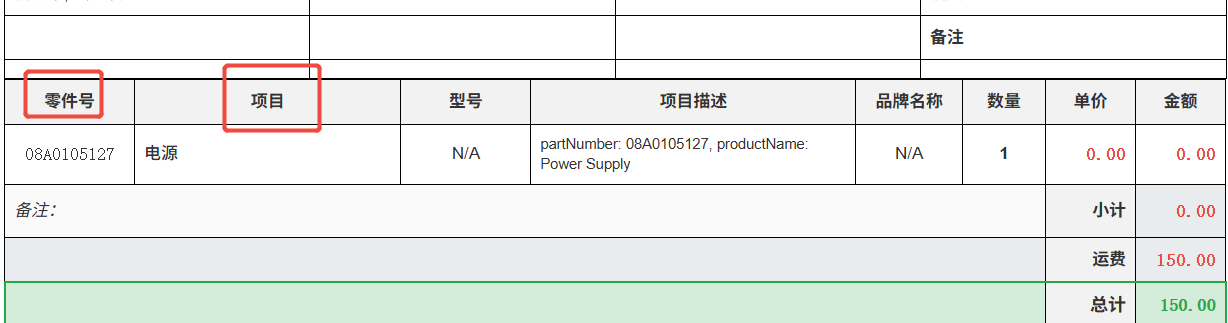 备注
零件号 项目 型号 项目描述 品牌名称 数量 单价 金额
08A0105127 电源 N/A partNumber: 08A0105127, productName: N/A 1 0.00 0.00
Power Supply
备注： 小计 0.00
运费 150.00
总计 150.00